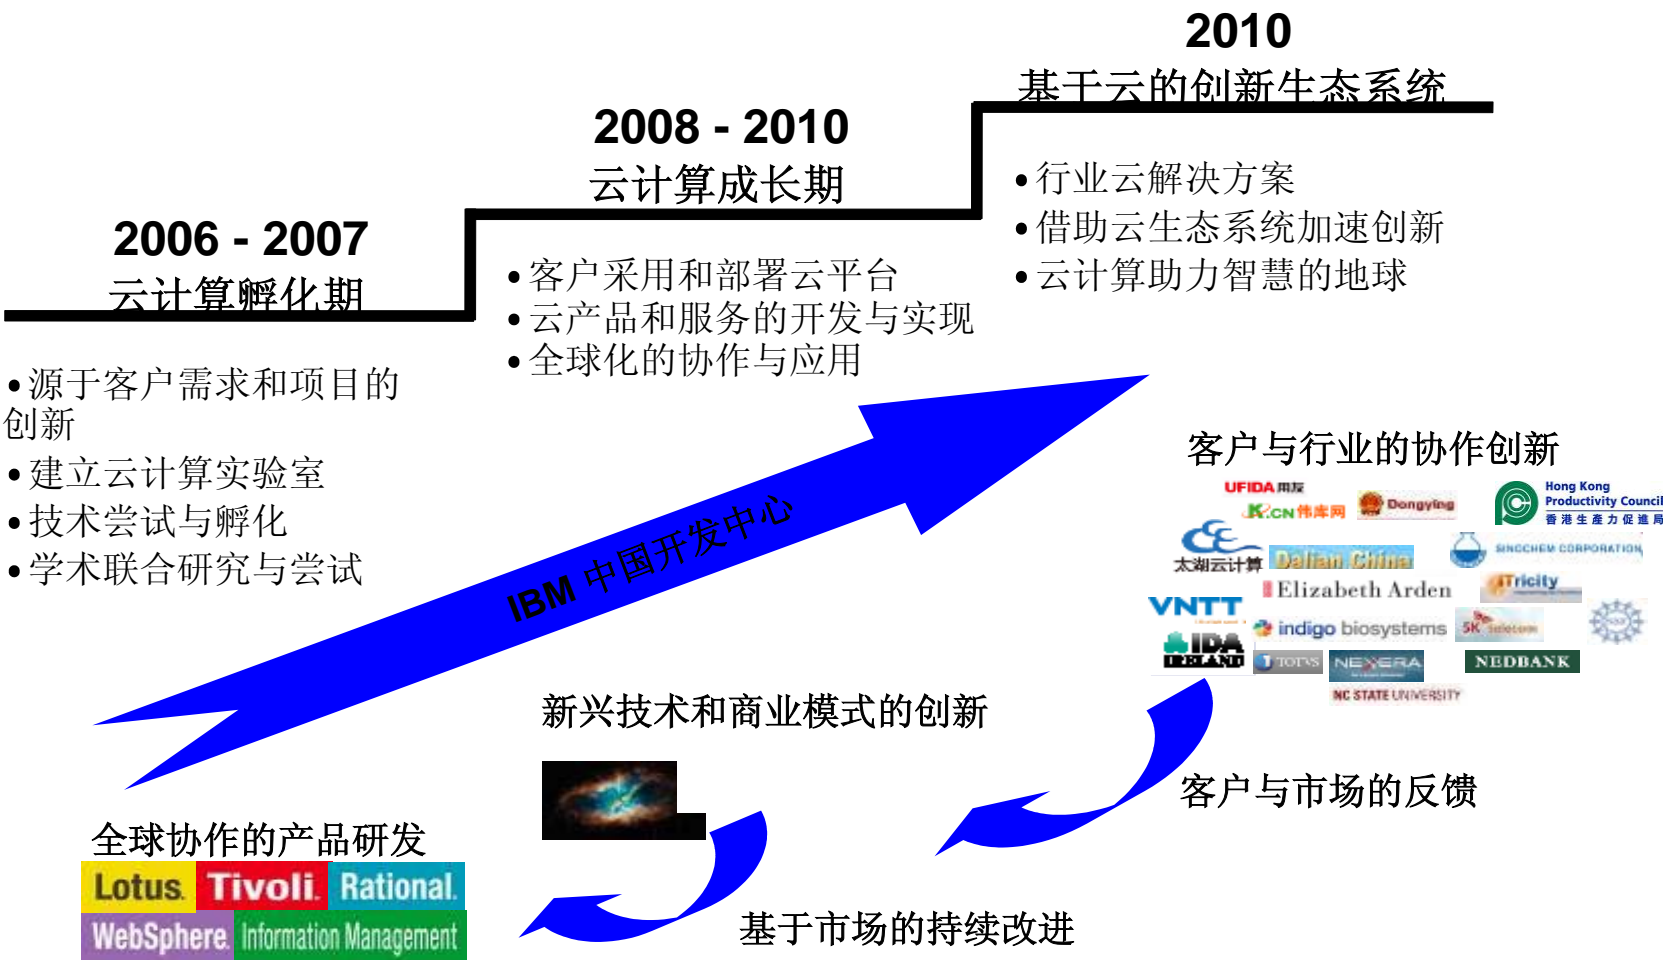 2010
基于云的创新生态系统
2008 - 2010
云计算成长期
2006 - 2007
云计算孵化期
•行业云解决方案
•借助云生态系统加速创新
•云计算助力智慧的地球
•客户采用和部署云平台
•云产品和服务的开发与实现
•全球化的协作与应用
•源于客户需求和项目的
创新
•建立云计算实验室
•技术尝试与孵化
•学术联合研究与尝试
IBM 中国开发中心
客户与行业的协作创新
UFIDA 用友
CN 伟库网
Dongying
Hong Kong
Productivity Council
香港生產力促進局
太湖云计算
Dalian China
SINOCHEM CORPORATION
Elizabeth Arden
iTricity
VNTT
indigo biosystems
SK telecom
IDA
IRELAND
TOTVS
NEXERA
NEDBANK
NC STATE UNIVERSITY
新兴技术和商业模式的创新
客户与市场的反馈
全球协作的产品研发
Lotus. Tivoli. Rational.
WebSphere. Information Management
基于市场的持续改进